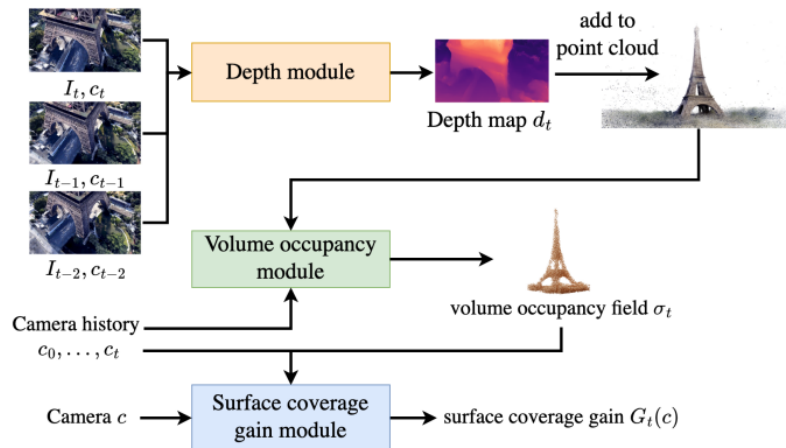 I_t, c_t
Depth module
Depth map d_t
add to
point cloud
I_{t-1}, c_{t-1}
I_{t-2}, c_{t-2}
Volume occupancy
module
volume occupancy field σ_t
Camera history
c_0, . . . , c_t
Camera c
Surface coverage
gain module
surface coverage gain G_t(c)